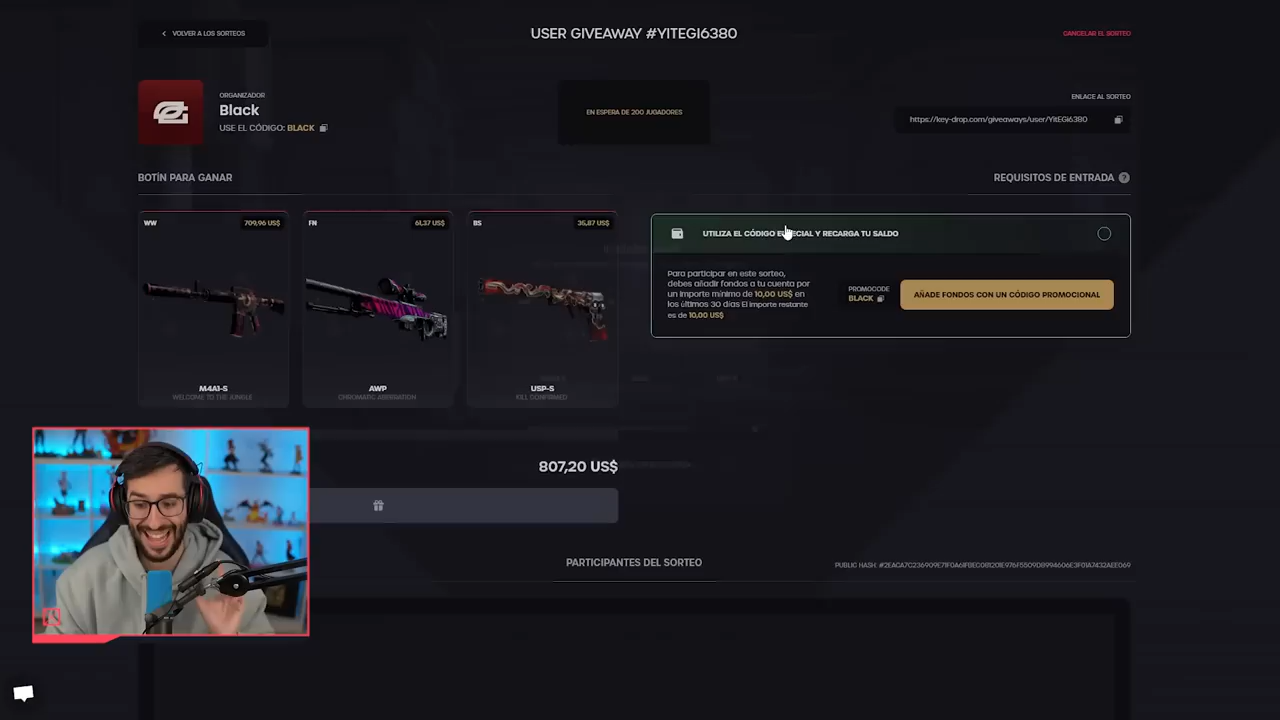 VOLVER A LOS SORTEOS
USER GIVEAWAY #YITEGI6380
CANCELAR EL SORTEO
ORGANIZADOR
Black
USE EL CÓDIGO: BLACK
EN ESPERA DE 200 JUGADORES
ENLACE AL SORTEO
https://key-drop.com/giveaways/user/YitEGi6380
BOTÍN PARA GANAR
REQUISITOS DE ENTRADA ?
WW
709,96 US$
FN
61,37 US$
BS
35,87 US$
M4A1-S
WELCOME TO THE JUNGLE
AWP
CHROMATIC ABERRATION
USP-S
KILL CONFIRMED
UTILIZA EL CÓDIGO ESPECIAL Y RECARGA TU SALDO
Para participar en este sorteo,
debes añadir fondos a tu cuenta por
un importe mínimo de 10,00 US$ en
los últimos 30 días El importe restante
es de 10,00 US$
PROMOCODE
BLACK
AÑADE FONDOS CON UN CÓDIGO PROMOCIONAL
807,20 US$
PARTICIPANTES DEL SORTEO
PUBLIC HASH: